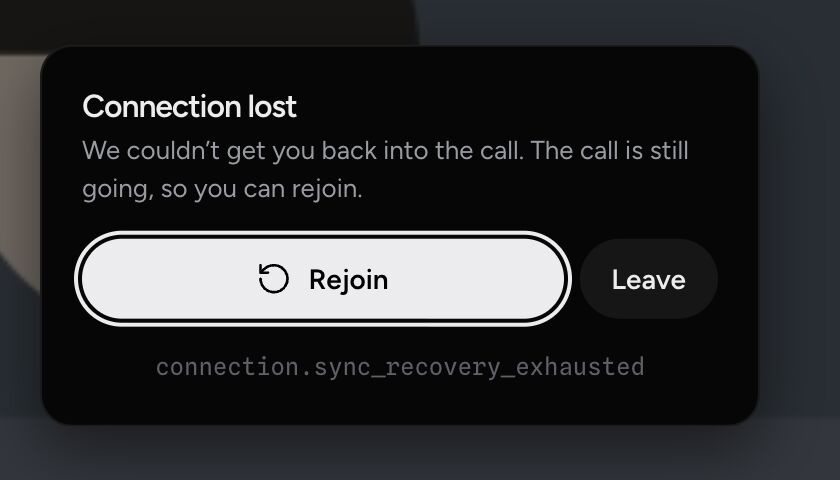 Connection lost
We couldn’t get you back into the call. The call is still
going, so you can rejoin.
Rejoin
Leave
connection.sync_recovery_exhausted